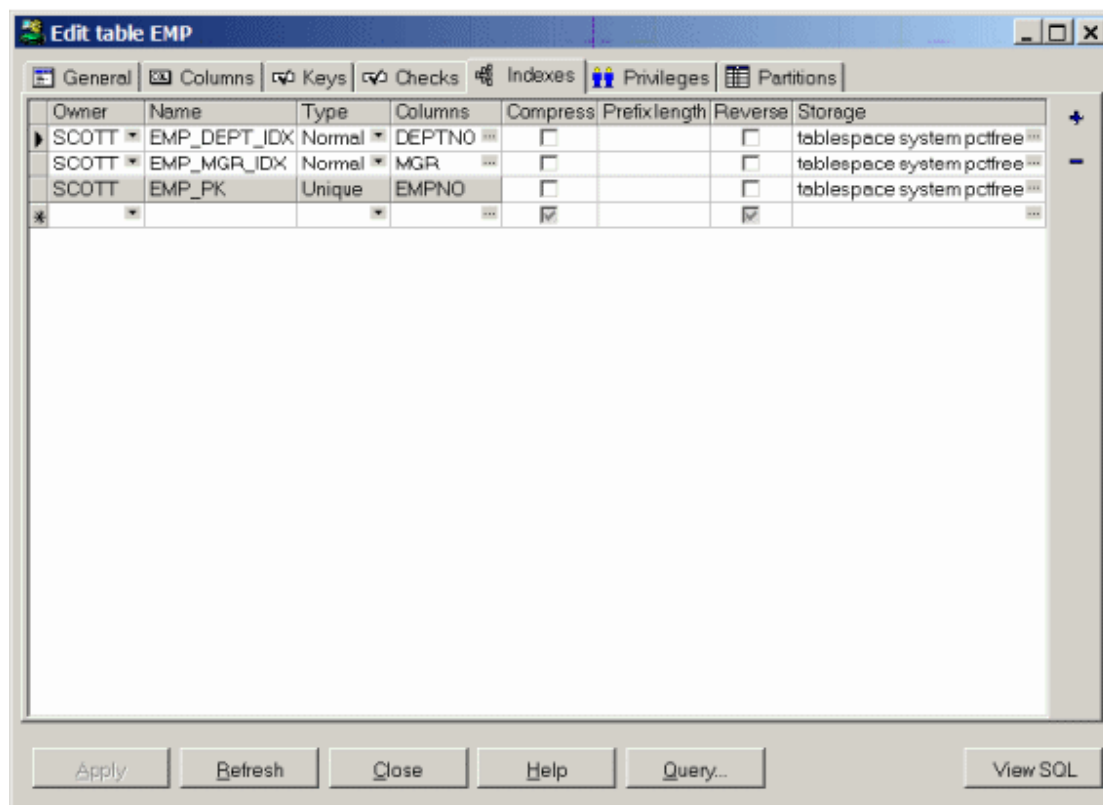 Edit table EMP
General Columns Keys Checks Indexes Privileges Partitions
Owner Name Type Columns Compress Prefix length Reverse Storage
SCOTT EMP_DEPT_IDX Normal DEPTNO tablespace system pctfree
SCOTT EMP_MGR_IDX Normal MGR tablespace system pctfree
SCOTT EMP_PK Unique EMPNO tablespace system pctfree
Apply Refresh Close Help Query... View SQL